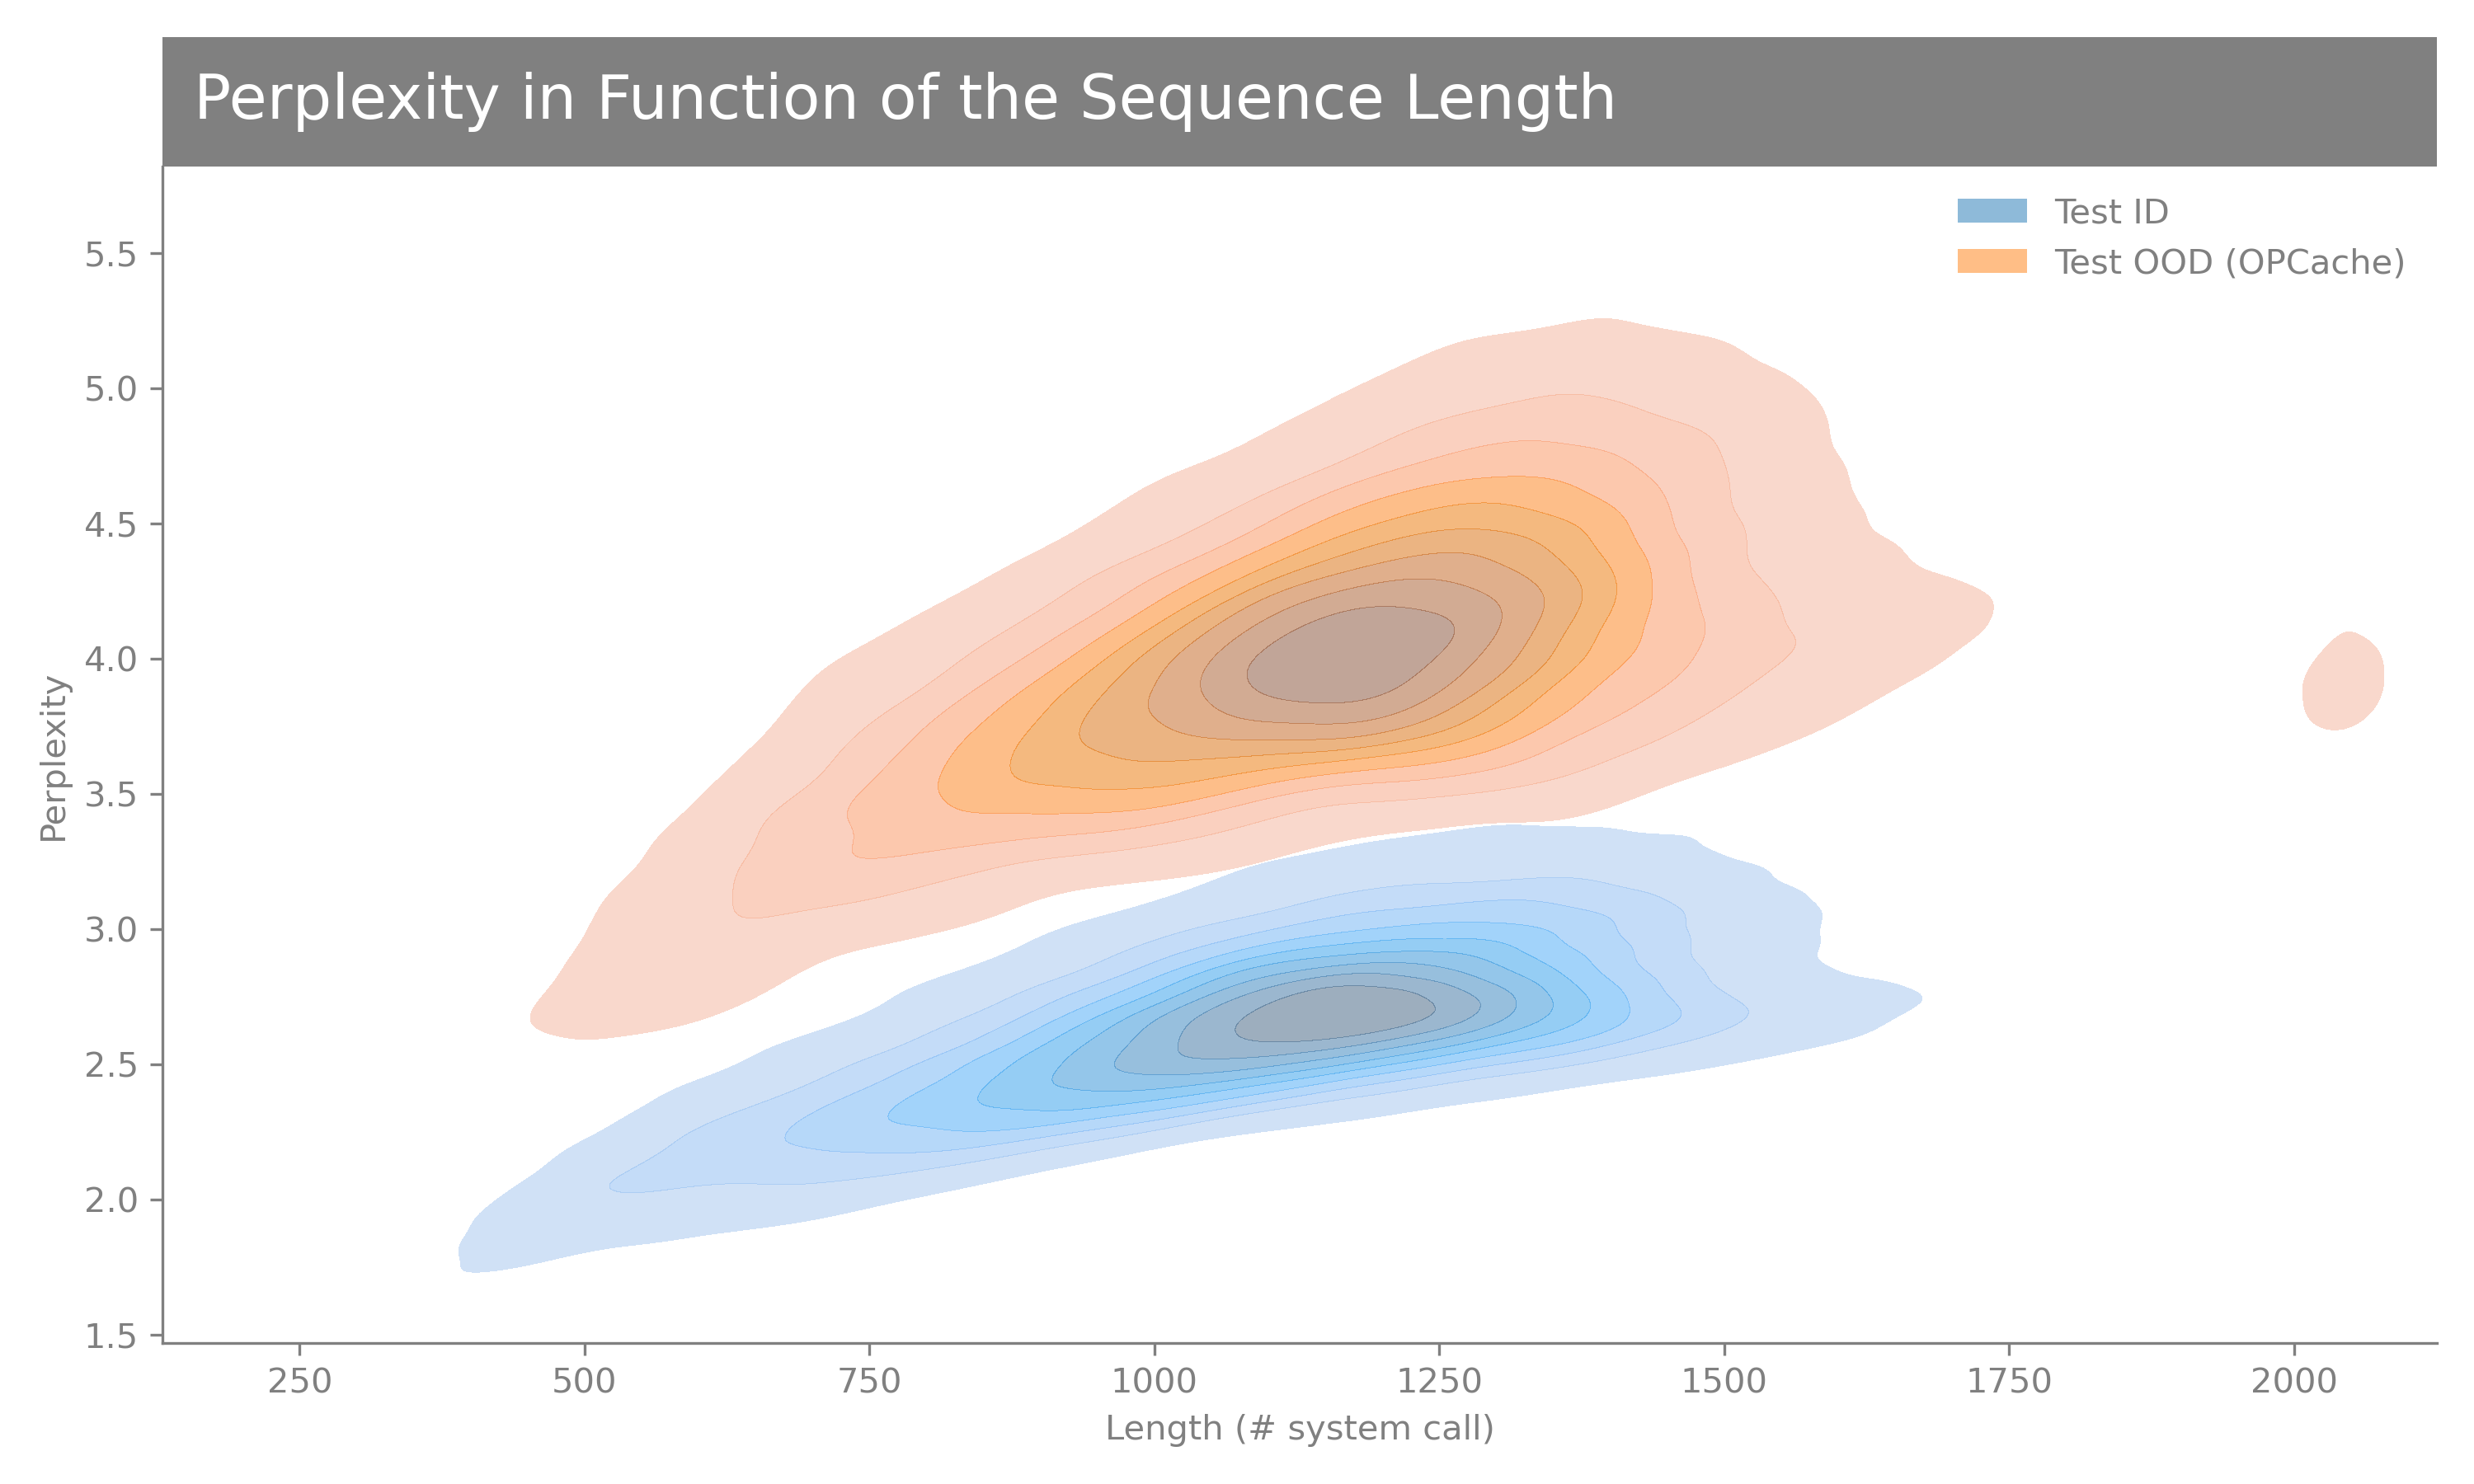 Perplexity in Function of the Sequence Length
Test ID
Test OOD (OPCache)
Perplexity
5.5
5.0
4.5
4.0
3.5
3.0
2.5
2.0
1.5
250 500 750 1000 1250 1500 1750 2000
Length (# system call)